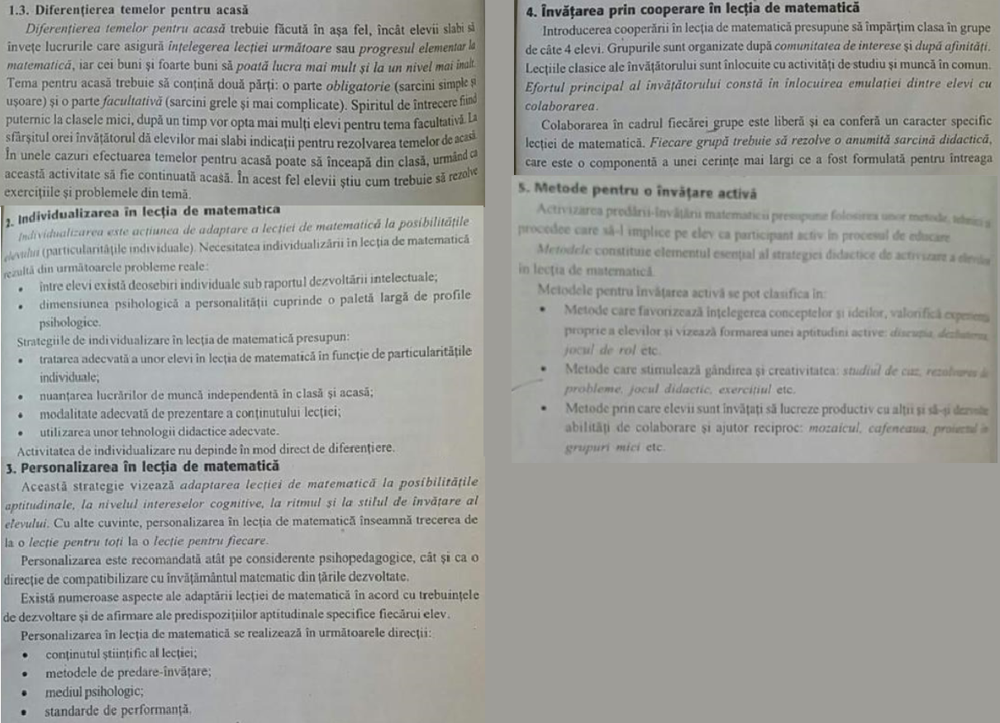 1.3. Diferențierea temelor pentru acasă
Diferențierea temelor pentru acasă trebuie făcută în așa fel, încât elevii slabi să
învețe lucrurile care asigură înțelegerea lecției următoare sau progresul elementar la
matematică, iar cei buni și foarte buni să poată lucra mai mult și la un nivel mai înalt.
Tema pentru acasă trebuie să conțină două părți: o parte obligatorie (sarcini simple și
ușoare) și o parte facultativă (sarcini grele și mai complicate). Spiritul de întrecere fiind
puternic la clasele mici, după un timp vor opta mai mulți elevi pentru tema facultativă. La
sfârșitul orei învățătorul dă elevilor mai slabi indicații pentru rezolvarea temelor de acasă.
În unele cazuri efectuarea temelor pentru acasă poate să înceapă din clasă, urmând ca
această activitate să fie continuată acasă. În acest fel elevii știu cum trebuie să rezolve
exercițiile și problemele din temă.
2. Individualizarea în lecția de matematica
Individualizarea este acțiunea de adaptare a lecției de matematică la posibilitățile
elevului (particularitățile individuale). Necesitatea individualizării în lecția de matematică
rezultă din următoarele probleme reale:
• între elevi există deosebiri individuale sub raportul dezvoltării intelectuale;
• dimensiunea psihologică a personalității cuprinde o paletă largă de profile
psihologice.
Strategiile de individualizare în lecția de matematică presupun:
• tratarea adecvată a unor elevi în lecția de matematică în funcție de particularitățile
individuale;
• nuanțarea lucrărilor de muncă independentă în clasă și acasă;
• modalitate adecvată de prezentare a conținutului lecției;
• utilizarea unor tehnologii didactice adecvate.
Activitatea de individualizare nu depinde în mod direct de diferențiere.
3. Personalizarea în lecția de matematică
Această strategie vizează adaptarea lecției de matematică la posibilitățile
aptitudinale, la nivelul intereselor cognitive, la ritmul și la stilul de învățare al
elevului. Cu alte cuvinte, personalizarea în lecția de matematică înseamnă trecerea de
la o lecție pentru toți la o lecție pentru fiecare.
Personalizarea este recomandată atât pe considerente psihopedagogice, cât și ca o
direcție de compatibilizare cu învățământul matematic din țările dezvoltate.
Există numeroase aspecte ale adaptării lecției de matematică în acord cu trebuințele
de dezvoltare și de afirmare ale predispozițiilor aptitudinale specifice fiecărui elev.
Personalizarea în lecția de matematică se realizează în următoarele direcții:
• conținutul științific al lecției;
• metodele de predare-învățare;
• mediul psihologic;
• standarde de performanță.
4. Învățarea prin cooperare în lecția de matematică
Introducerea cooperării în lecția de matematică presupune să împărțim clasa în grupe
de câte 4 elevi. Grupurile sunt organizate după comunitatea de interese și după afinități.
Lecțiile clasice ale învățătorului sunt înlocuite cu activități de studiu și muncă în comun.
Efortul principal al învățătorului constă în înlocuirea emulației dintre elevi cu
colaborarea.
Colaborarea în cadrul fiecărei grupe este liberă și ea conferă un caracter specific
lecției de matematică. Fiecare grupă trebuie să rezolve o anumită sarcină didactică,
care este o componentă a unei cerințe mai largi ce a fost formulată pentru întreaga
5. Metode pentru o învățare activă
Activizarea predării-învățării matematicii presupune folosirea unor metode, tehnici și
procedee care să-l implice pe elev ca participant activ în procesul de educare.
Metodele constituie elementul esențial al strategiei didactice de activizare a elevilor
în lecția de matematică.
Metodele pentru învățarea activă se pot clasifica în:
• Metode care favorizează înțelegerea conceptelor și ideilor, valorifică experiența
proprie a elevilor și vizează formarea unei aptitudini active: discuția, dezbaterea,
jocul de rol etc.
• Metode care stimulează gândirea și creativitatea: studiul de caz, rezolvarea de
probleme, jocul didactic, exercițiul etc.
• Metode prin care elevii sunt învățați să lucreze productiv cu alții și să-și dezvolte
abilități de colaborare și ajutor reciproc: mozaicul, cafeneaua, proiectul în
grupuri mici etc.